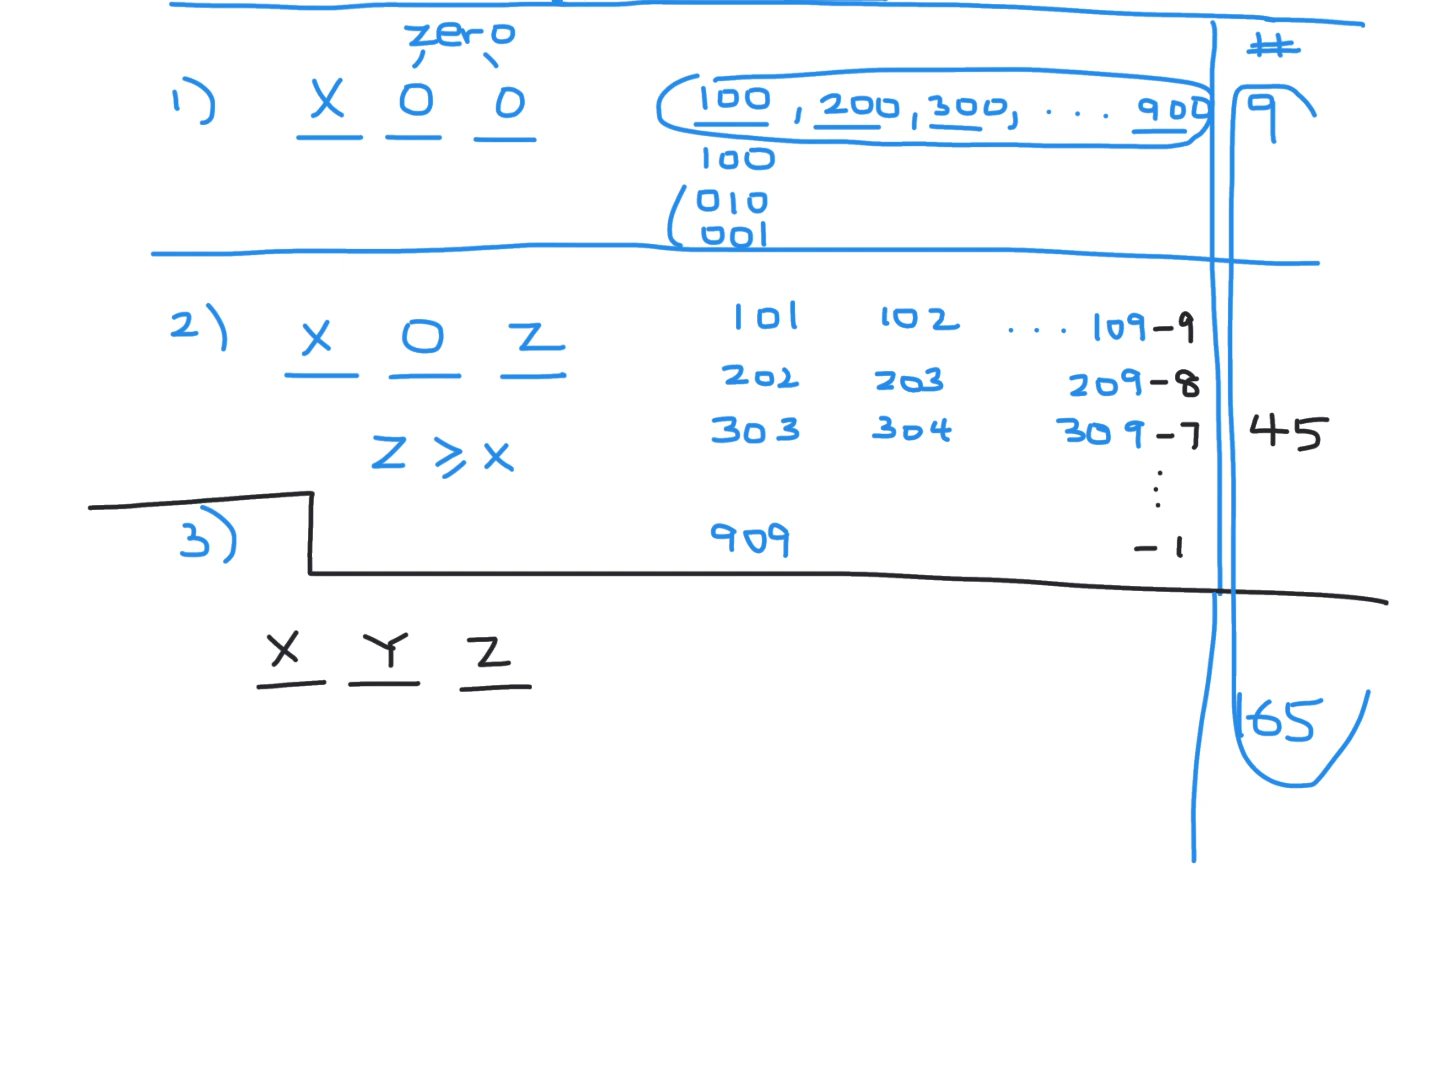 zero #
1) X 0 0 100, 200, 300, ... 900 9
100
010
001
2) X 0 Z 101 102 ... 109-9
202 203 209-8
Z ⩾ X 303 304 309-7 45
⋮
3) 909 -1
X Y Z
165